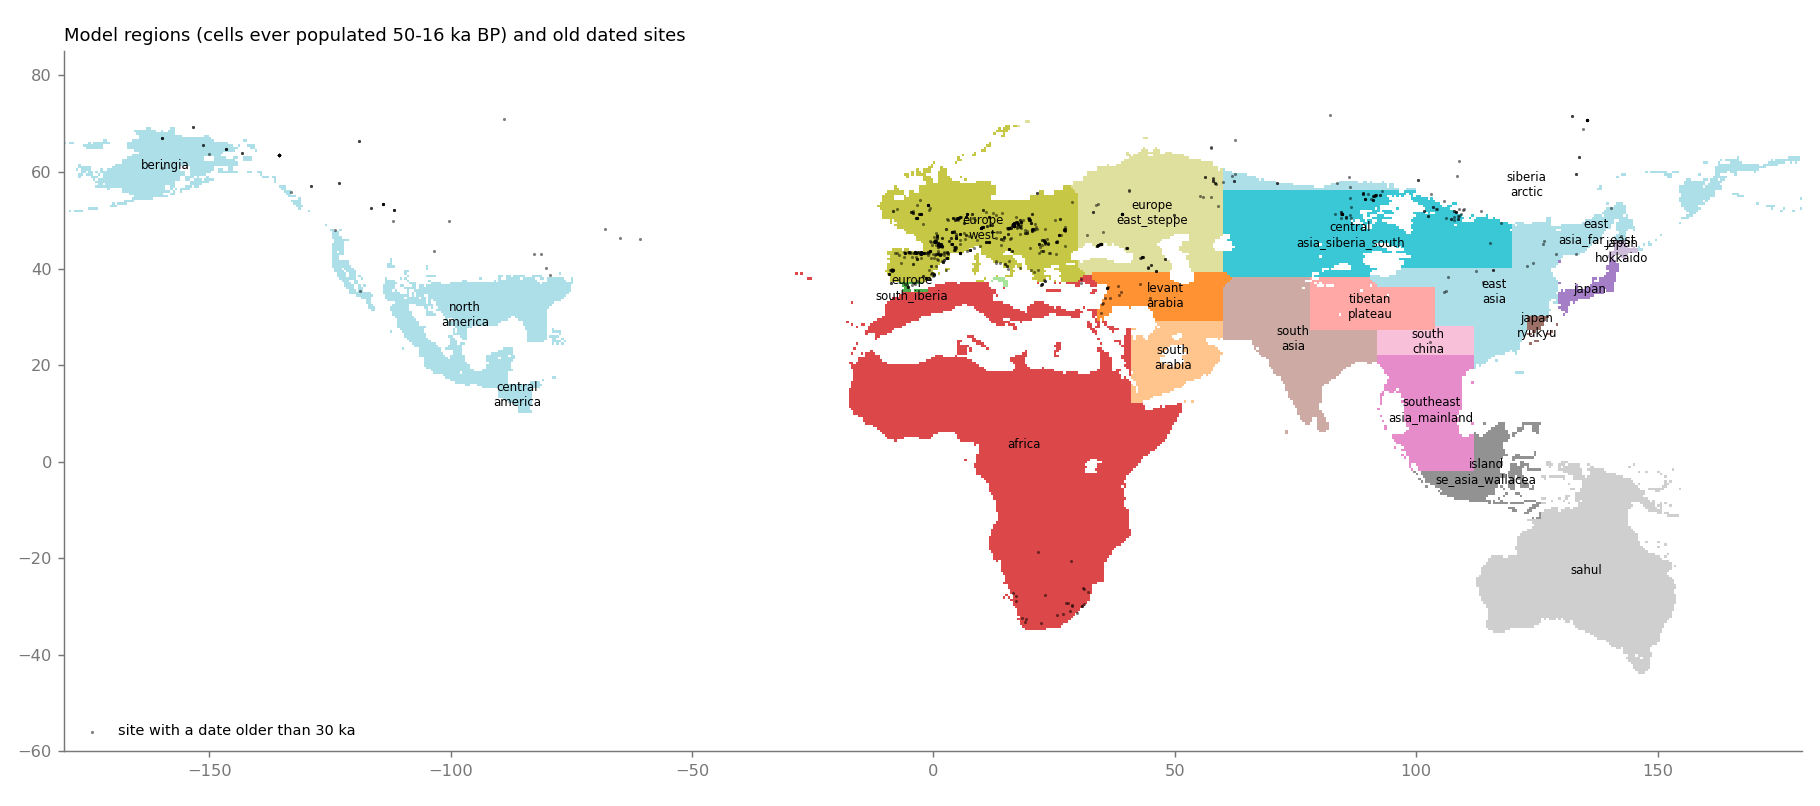 Model regions (cells ever populated 50-16 ka BP) and old dated sites
80
60
40
20
0
−20
−40
−60
beringia
north
america
central
america
europe
west
europe
east_steppe
europe
south_iberia
levant
arabia
south
arabia
africa
central
asia_siberia_south
siberia
arctic
east
asia_far_east
japan
hokkaido
east
asia
japan
japan
ryukyu
tibetan
plateau
south
asia
south
china
southeast
asia_mainland
island
se_asia_wallacea
sahul
site with a date older than 30 ka
−150
−100
−50
0
50
100
150